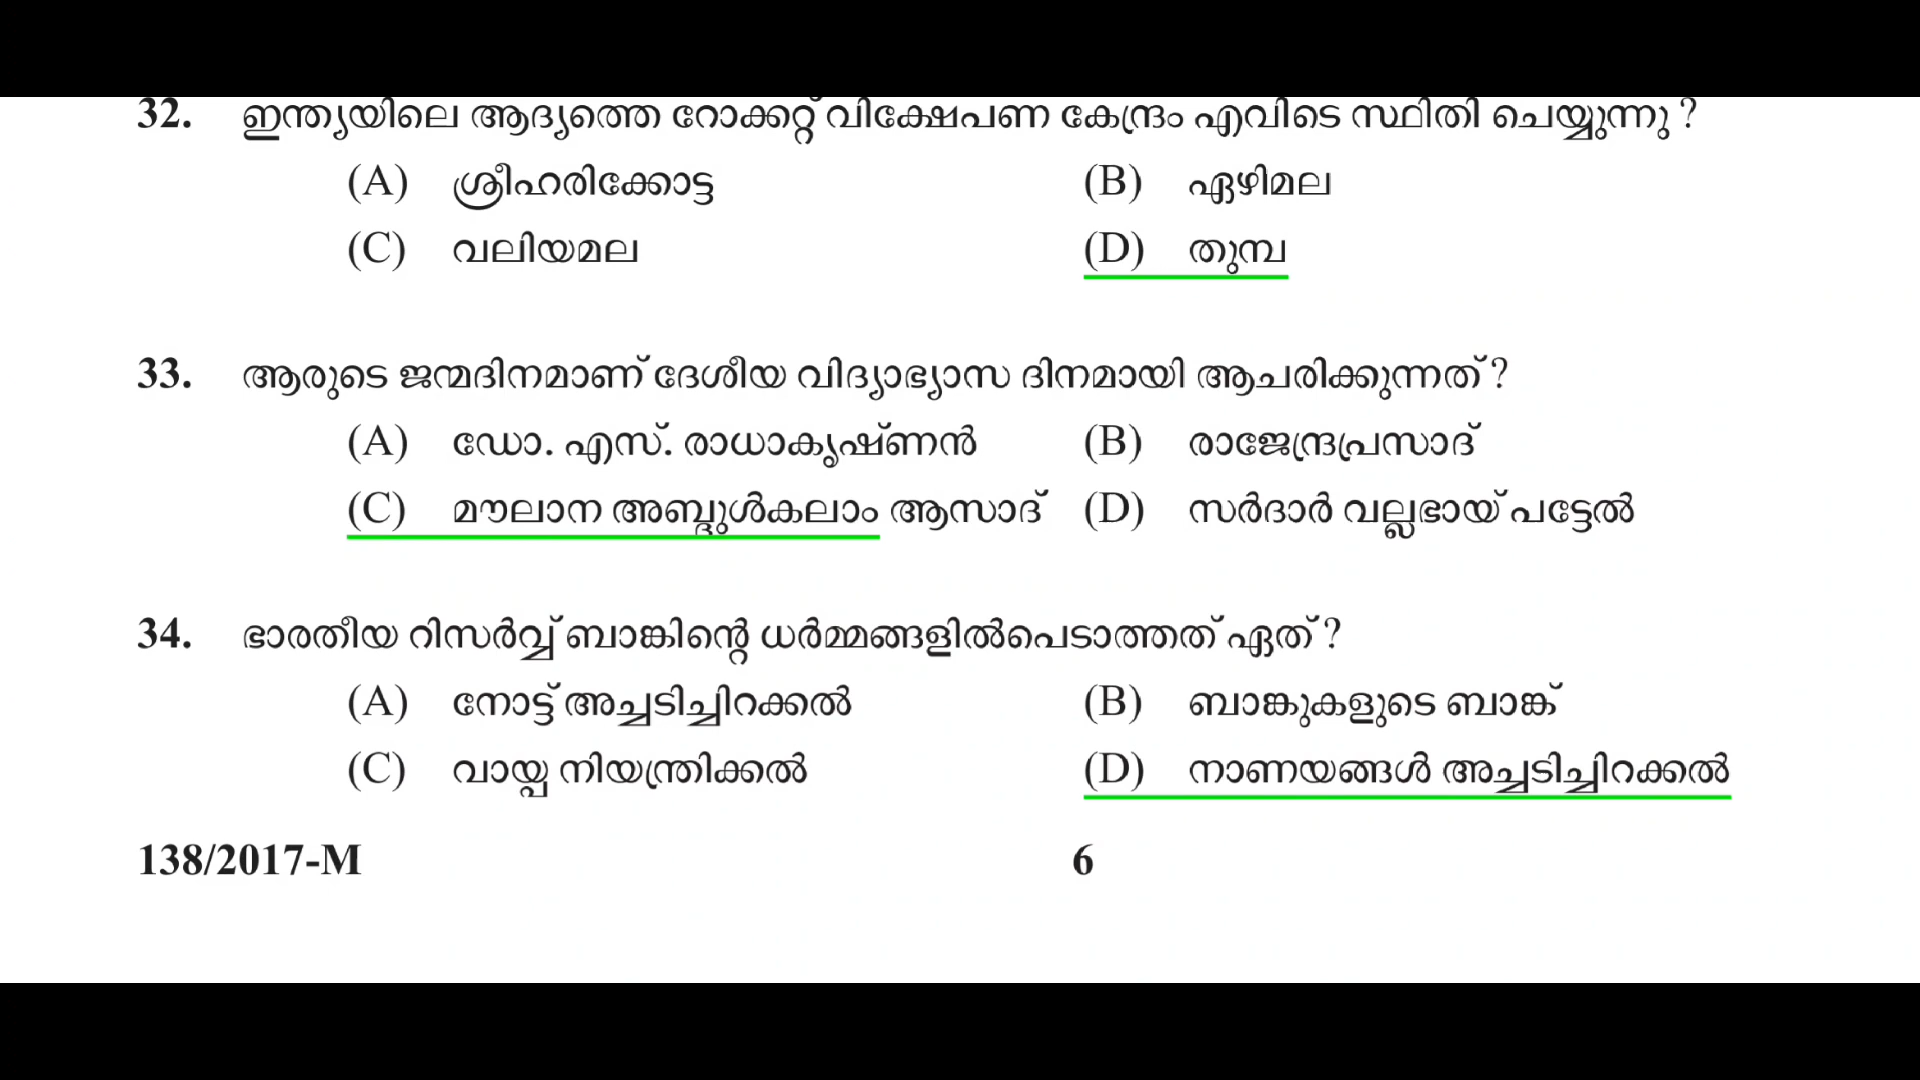 32. ഇന്ത്യയിലെ ആദ്യത്തെ റോക്കറ്റ് വിക്ഷേപണ കേന്ദ്രം എവിടെ സ്ഥിതി ചെയ്യുന്നു ?
(A) ശ്രീഹരിക്കോട്ട (B) ഏഴിമല
(C) വലിയമല (D) തുമ്പ
33. ആരുടെ ജന്മദിനമാണ് ദേശീയ വിദ്യാഭ്യാസ ദിനമായി ആചരിക്കുന്നത് ?
(A) ഡോ. എസ്. രാധാകൃഷ്ണൻ (B) രാജേന്ദ്രപ്രസാദ്
(C) മൗലാന അബ്ദുൾകലാം ആസാദ് (D) സർദാർ വല്ലഭായ് പട്ടേൽ
34. ഭാരതീയ റിസർവ്വ് ബാങ്കിന്റെ ധർമ്മങ്ങളിൽപെടാത്തത് ഏത് ?
(A) നോട്ട് അച്ചടിച്ചിറക്കൽ (B) ബാങ്കുകളുടെ ബാങ്ക്
(C) വായ്പ നിയന്ത്രിക്കൽ (D) നാണയങ്ങൾ അച്ചടിച്ചിറക്കൽ
138/2017-M 6